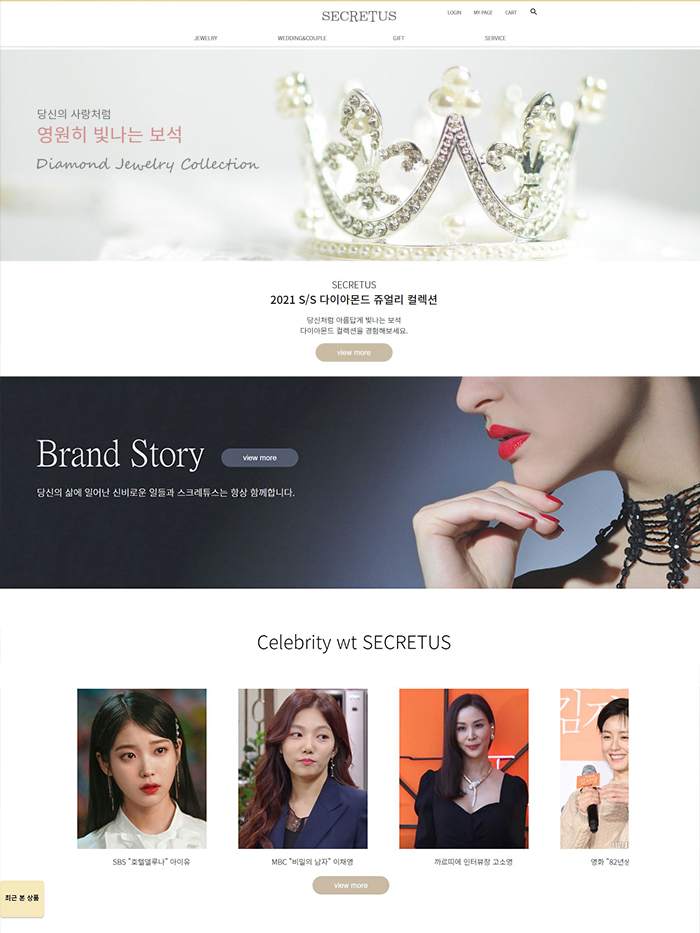 SECRETUS
LOGIN MY PAGE CART
JEWELRY WEDDING&COUPLE GIFT SERVICE
당신의 사랑처럼
영원히 빛나는 보석
Diamond Jewelry Collection
SECRETUS
2021 S/S 다이아몬드 쥬얼리 컬렉션
당신처럼 아름답게 빛나는 보석
다이아몬드 컬렉션을 경험해보세요.
view more
Brand Story
view more
당신의 삶에 일어난 신비로운 일들과 스크레튜스는 항상 함께합니다.
Celebrity wt SECRETUS
SBS "호텔델루나" 아이유
MBC "비밀의 남자" 이채영
까르띠에 인터뷰장 고소영
영화 "82년생
view more
최근 본 상품